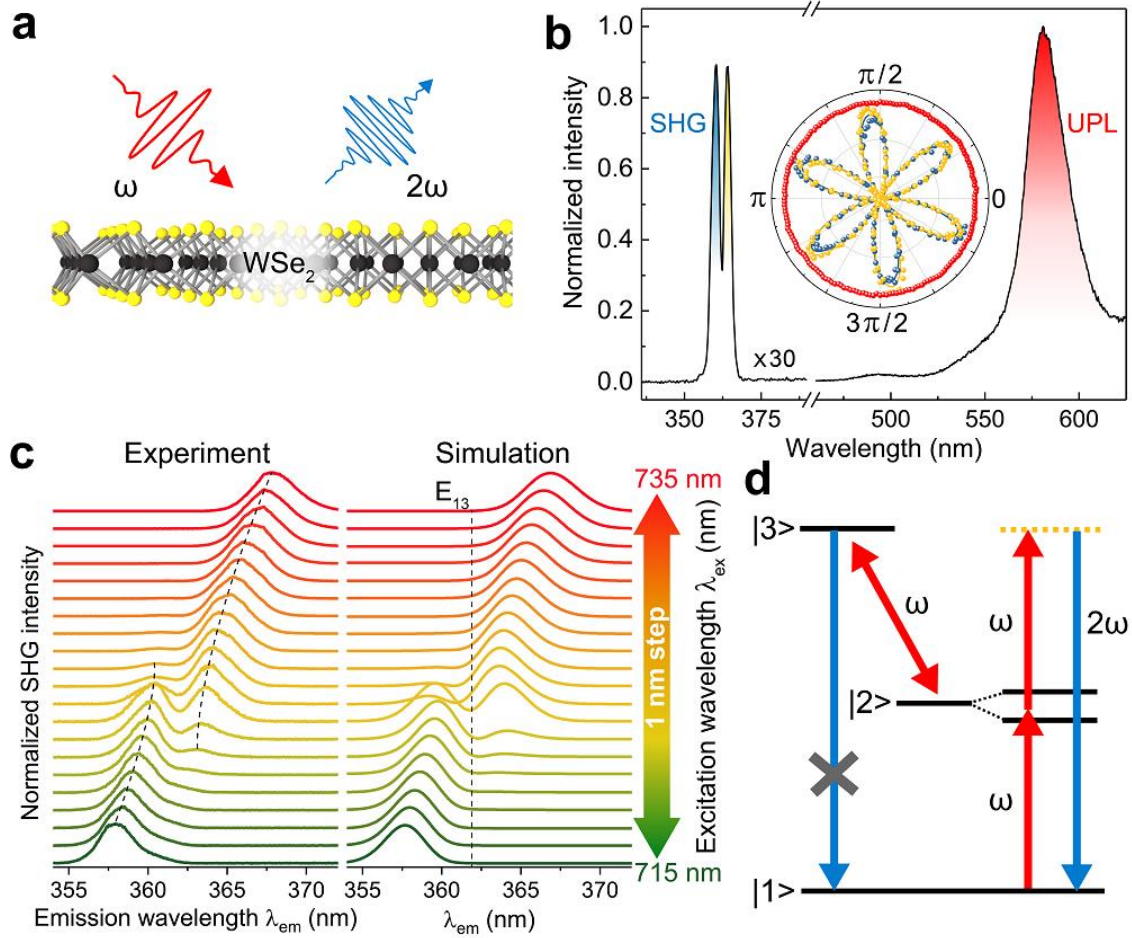 a
ω
2ω
WSe₂
b
Normalized intensity
1.0
0.8
0.6
0.4
0.2
0.0
SHG
UPL
π/2
π
0
3π/2
x30
350
375
500
550
600
Wavelength (nm)
c
Experiment
Simulation
E₁₃
Normalized SHG intensity
355
360
365
370
Emission wavelength λem (nm)
355
360
365
370
λem (nm)
735 nm
1 nm step
715 nm
Excitation wavelength λex (nm)
d
|3>
ω
ω
2ω
|2>
ω
|1>